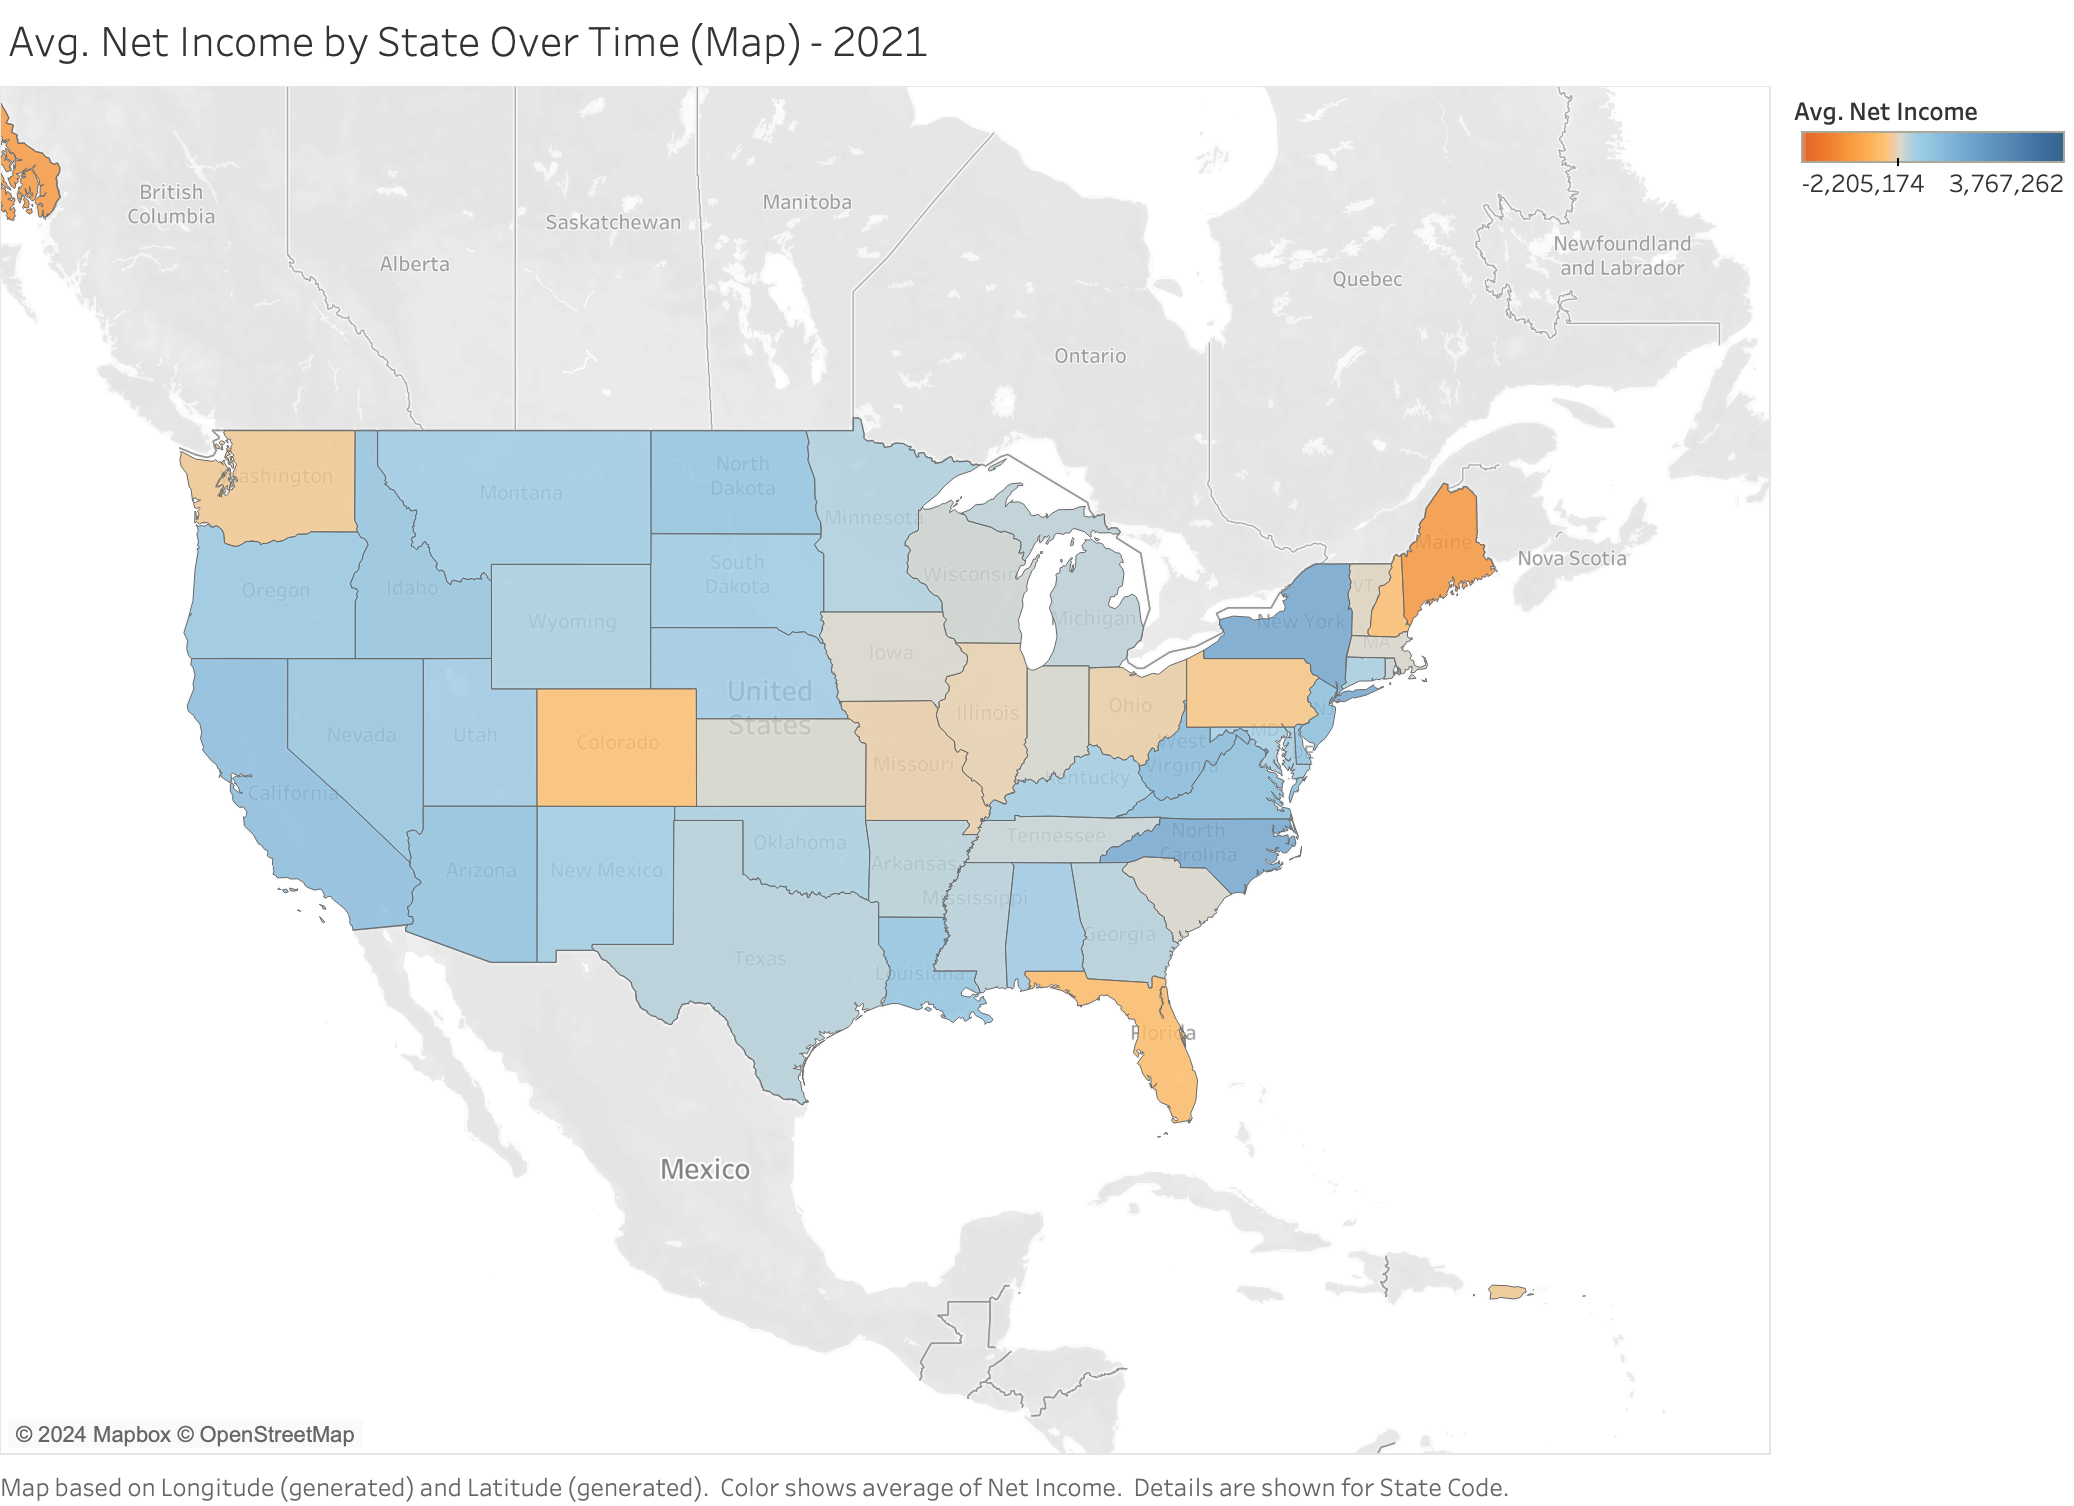 Avg. Net Income by State Over Time (Map) - 2021
Avg. Net Income
-2,205,174
3,767,262
British
Columbia
Alberta
Saskatchewan
Manitoba
Ontario
Quebec
Newfoundland
and Labrador
Nova Scotia
ashington
Montana
North
Dakota
Minnesota
Oregon
Idaho
Wyoming
South
Dakota
Wisconsin
Michigan
New York
VT
Maine
MA
Iowa
United
States
Nevada
Utah
Colorado
Illinois
Ohio
Missouri
West
Virginia
MD
NJ
DE
California
Kentucky
Arizona
New Mexico
Oklahoma
Arkansas
Tennessee
North
Carolina
Mississippi
Georgia
Texas
Louisiana
Florida
Mexico
© 2024 Mapbox © OpenStreetMap
Map based on Longitude (generated) and Latitude (generated).  Color shows average of Net Income.  Details are shown for State Code.